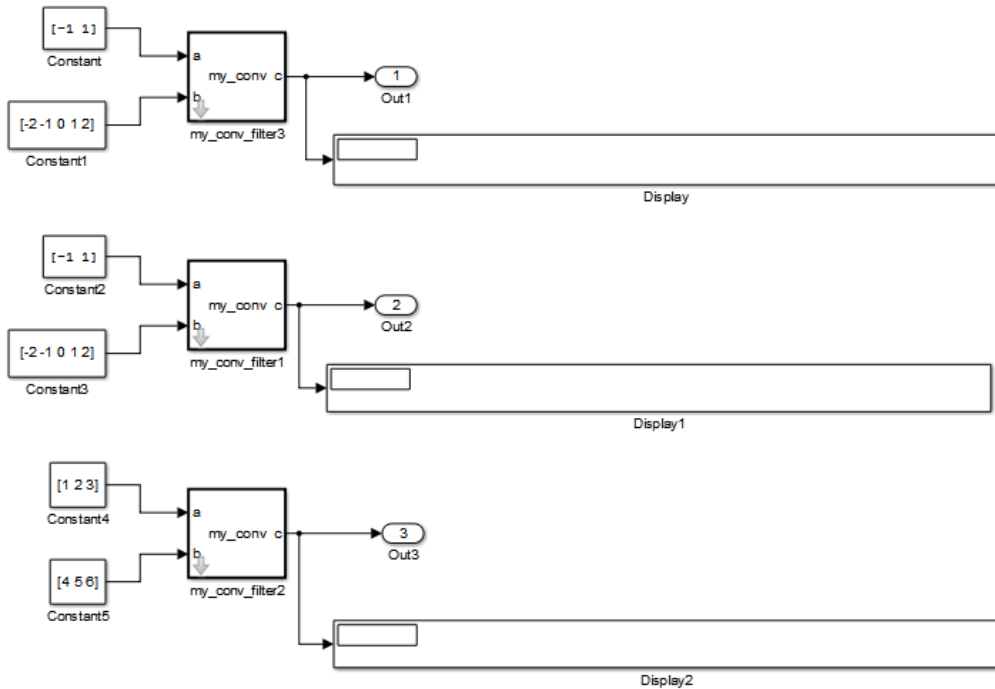 [-1 1]
Constant
[-2 -1 0 1 2]
Constant1
a
b
my_conv c
my_conv_filter3
1
Out1
Display
[-1 1]
Constant2
[-2 -1 0 1 2]
Constant3
a
b
my_conv c
my_conv_filter1
2
Out2
Display1
[1 2 3]
Constant4
[4 5 6]
Constant5
a
b
my_conv c
my_conv_filter2
3
Out3
Display2